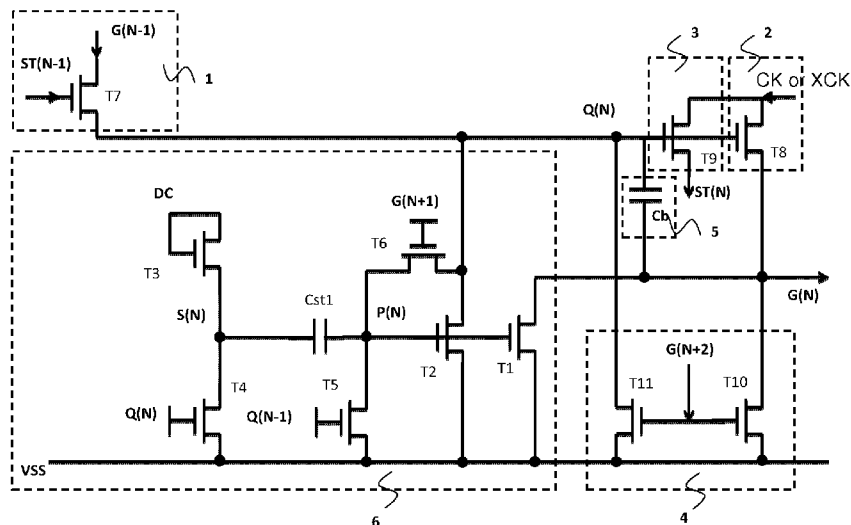 G(N-1)
ST(N-1)
T7
1
3
2
CK or XCK
Q(N)
T9
T8
ST(N)
DC
G(N+1)
Cb
5
T3
T6
G(N)
S(N)
Cst1
P(N)
T2
T1
G(N+2)
T4
T5
T11
T10
Q(N)
Q(N-1)
VSS
6
4